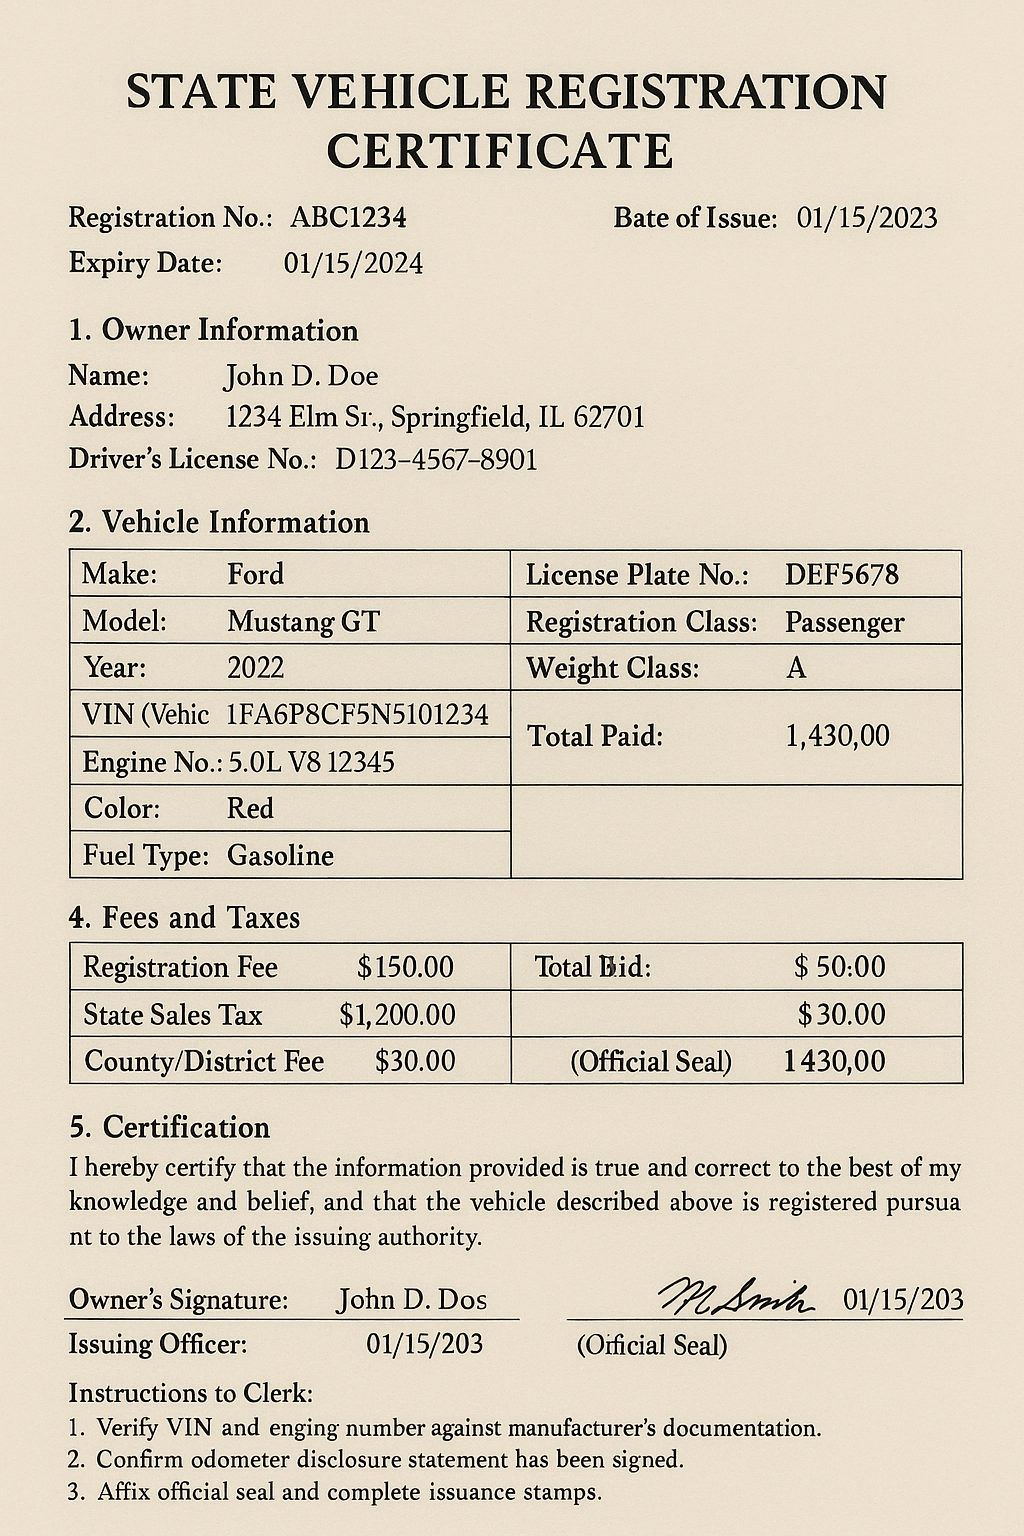 STATE VEHICLE REGISTRATION
CERTIFICATE
Registration No.: ABC1234 Bate of Issue: 01/15/2023
Expiry Date: 01/15/2024
1. Owner Information
Name: John D. Doe
Address: 1234 Elm Sr., Springfield, IL 62701
Driver's License No.: D123–4567–8901
2. Vehicle Information
Make: Ford License Plate No.: DEF5678
Model: Mustang GT Registration Class: Passenger
Year: 2022 Weight Class: A
VIN (Vehic 1FA6P8CF5N5101234
Total Paid: 1,430,00
Engine No.: 5.0L V8 12345
Color: Red
Fuel Type: Gasoline
4. Fees and Taxes
Registration Fee $150.00 Total $ 50:00
State Sales Tax $1,200.00 $ 30.00
County/District Fee $30.00 (Official Seal) 1430,00
5. Certification
I hereby certify that the information provided is true and correct to the best of my
knowledge and belief, and that the vehicle described above is registered pursua
nt to the laws of the issuing authority.
Owner's Signature: John D. Dos M Smith 01/15/203
Issuing Officer: 01/15/203 (Official Seal)
Instructions to Clerk:
1. Verify VIN and enging number against manufacturer's documentation.
2. Confirm odometer disclosure statement has been signed.
3. Affix official seal and complete issuance stamps.